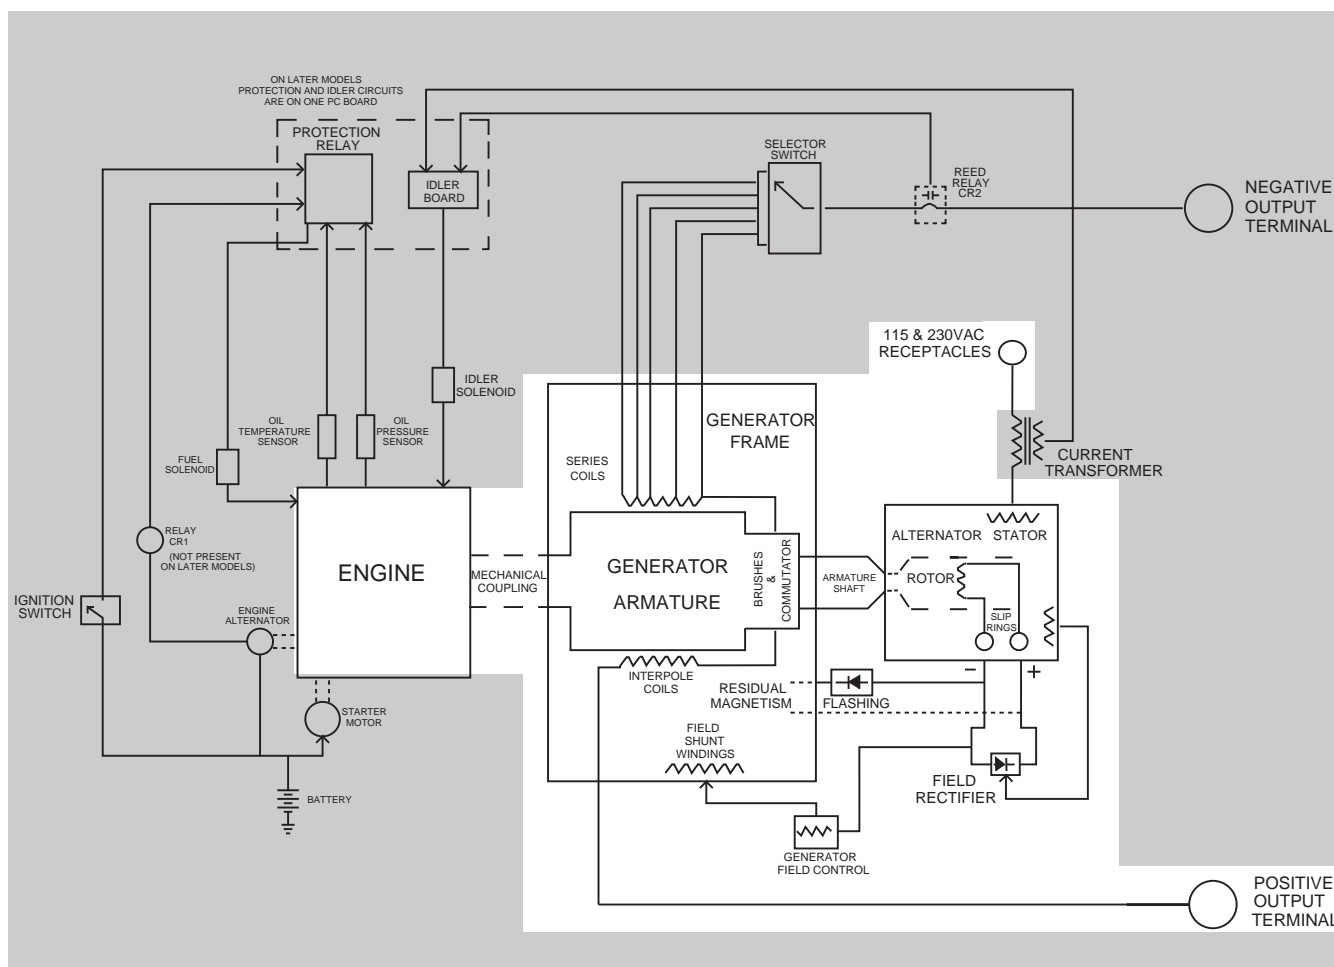 ON LATER MODELS
PROTECTION AND IDLER CIRCUITS
ARE ON ONE PC BOARD
PROTECTION
RELAY
IDLER
BOARD
SELECTOR
SWITCH
REED
RELAY
CR2
NEGATIVE
OUTPUT
TERMINAL
115 & 230VAC
RECEPTACLES
IDLER
SOLENOID
OIL
TEMPERATURE
SENSOR
OIL
PRESSURE
SENSOR
FUEL
SOLENOID
GENERATOR
FRAME
SERIES
COILS
CURRENT
TRANSFORMER
RELAY
CR1
(NOT PRESENT
ON LATER MODELS)
ENGINE
MECHANICAL
COUPLING
GENERATOR
ARMATURE
BRUSHES
&
COMMUTATOR
ARMATURE
SHAFT
ALTERNATOR
STATOR
ROTOR
SLIP
RINGS
IGNITION
SWITCH
ENGINE
ALTERNATOR
STARTER
MOTOR
BATTERY
INTERPOLE
COILS
RESIDUAL
MAGNETISM
FLASHING
-
+
FIELD
SHUNT
WINDINGS
FIELD
RECTIFIER
GENERATOR
FIELD CONTROL
POSITIVE
OUTPUT
TERMINAL